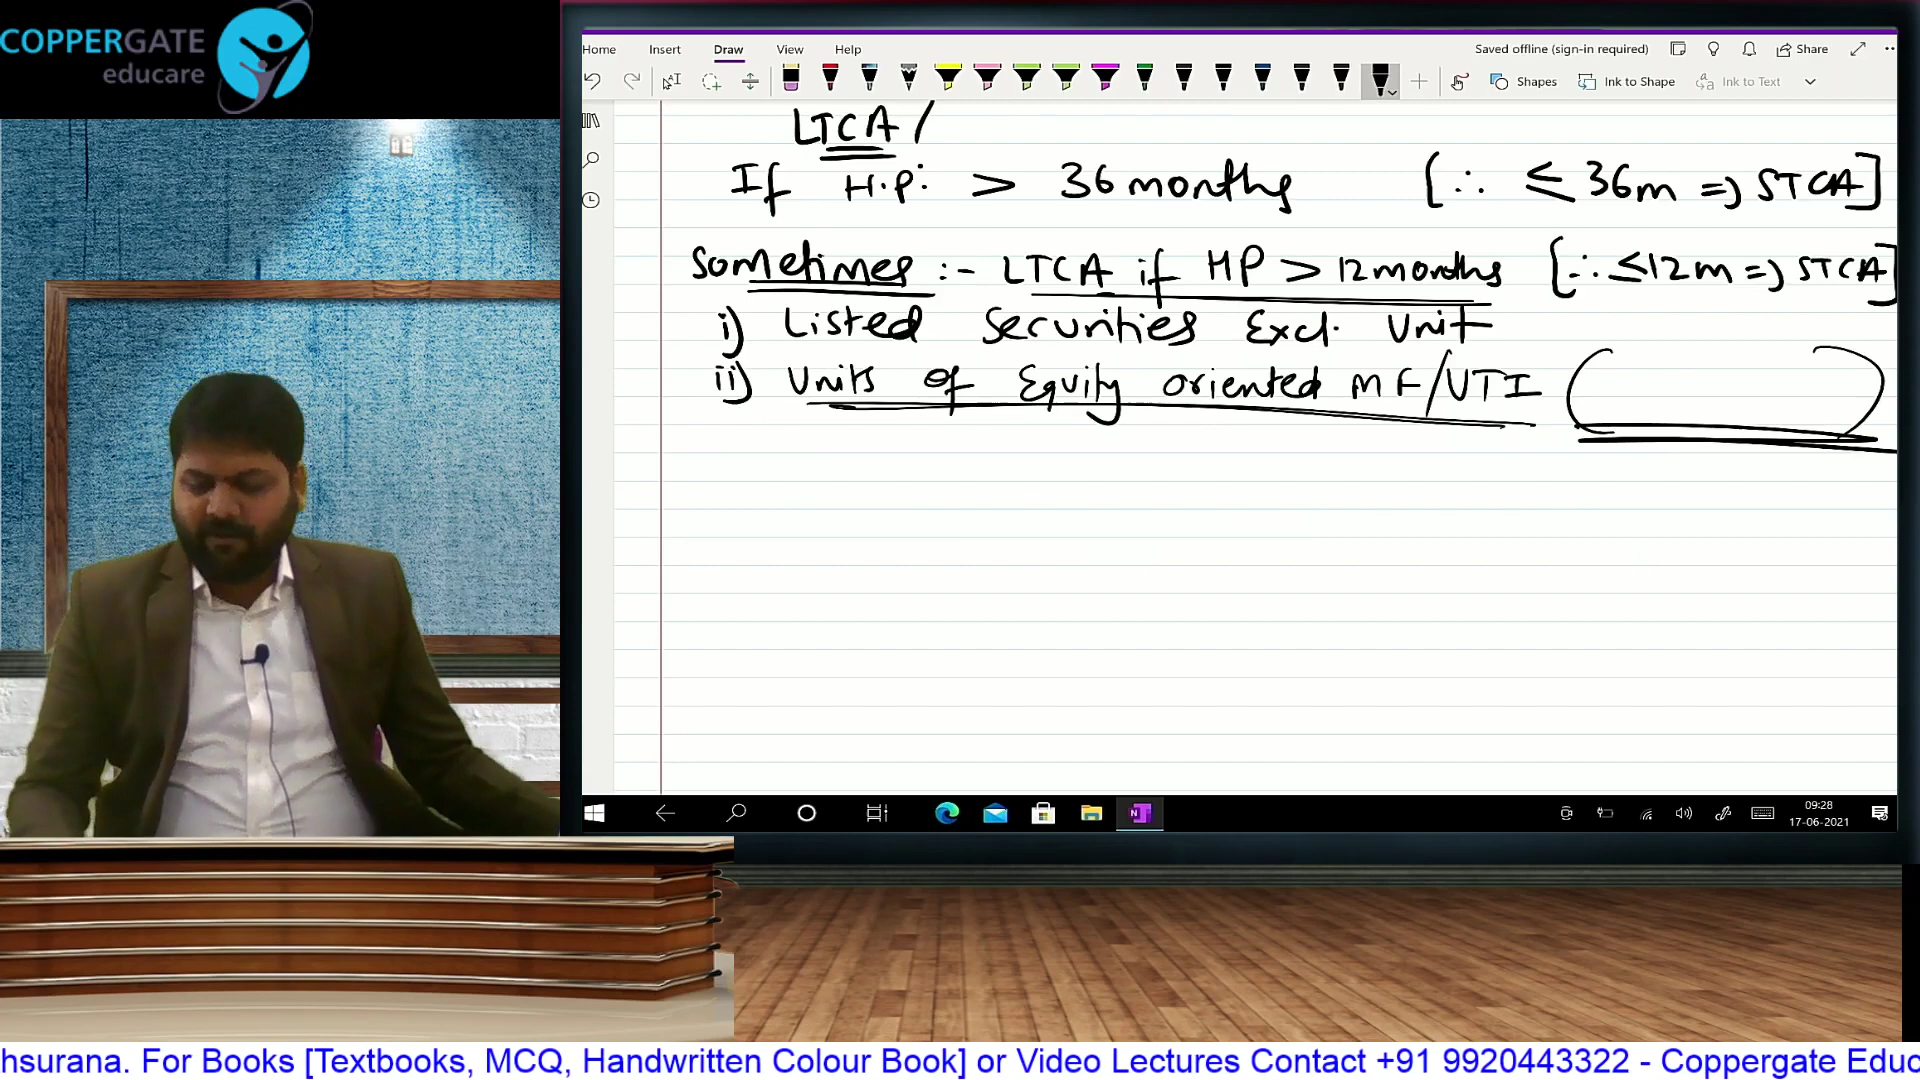 COPPERGATE
educare
Home Insert Draw View Help Saved offline (sign-in required) Share
Shapes Ink to Shape Ink to Text
LTCA /
If H.P. > 36 months [∴ ≤ 36m => STCA]
Sometimes :- LTCA if HP > 12 months [∴ ≤ 12m => STCA]
i) Listed Securities Excl. Unit
ii) Units of Equity oriented MF/UTI ( )
09:28
17-06-2021
hsurana. For Books [Textbooks, MCQ, Handwritten Colour Book] or Video Lectures Contact +91 9920443322 - Coppergate Educ